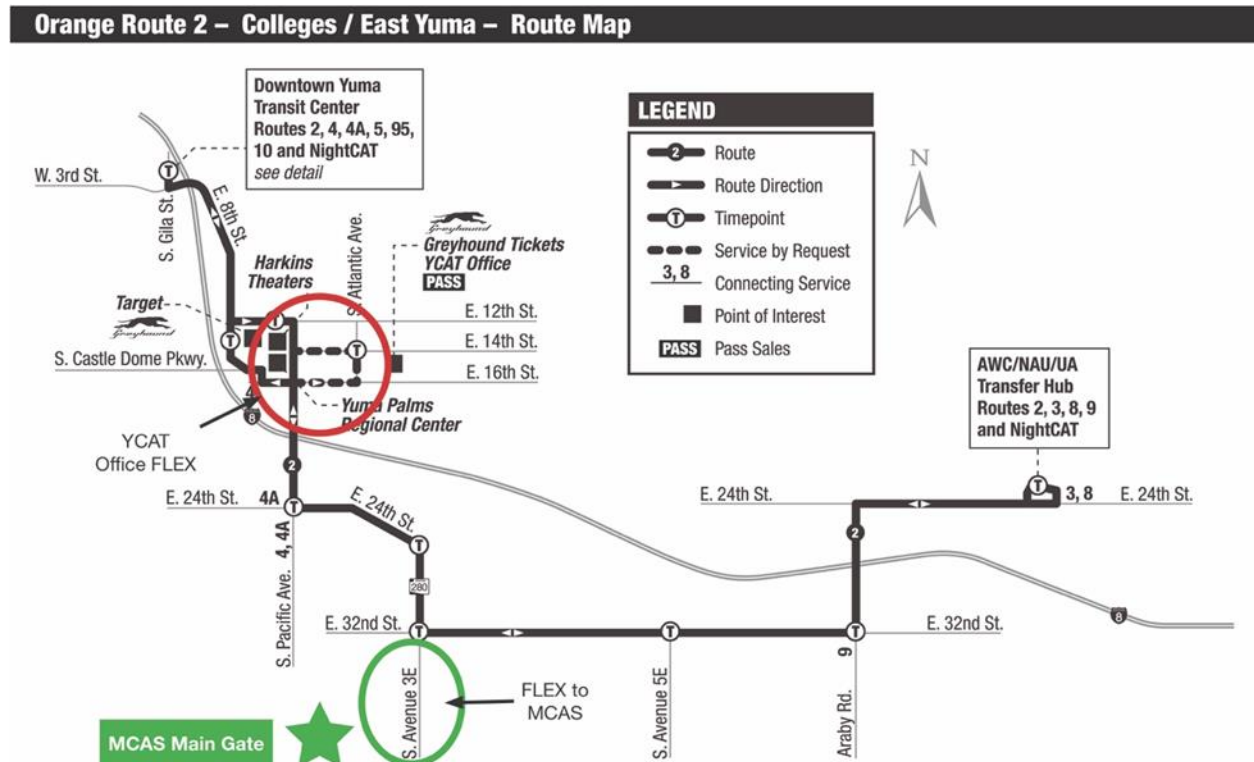 Orange Route 2 – Colleges / East Yuma – Route Map
Downtown Yuma
Transit Center
Routes 2, 4, 4A, 5, 95,
10 and NightCAT
see detail
W. 3rd St.
S. Gila St.
E. 8th St.
S. Atlantic Ave.
Greyhound
Greyhound Tickets
YCAT Office
PASS
Harkins
Theaters
Target
Greyhound
E. 12th St.
E. 14th St.
S. Castle Dome Pkwy.
E. 16th St.
4
8
Yuma Palms
Regional Center
YCAT
Office FLEX
LEGEND
2 Route
Route Direction
T Timepoint
Service by Request
3, 8 Connecting Service
Point of Interest
PASS Pass Sales
N
AWC/NAU/UA
Transfer Hub
Routes 2, 3, 8, 9
and NightCAT
T
T
T
T
2
E. 24th St.
4A
T
E. 24th St.
T
4, 4A
S. Pacific Ave.
280
E. 24th St.
T
3, 8
E. 24th St.
2
8
E. 32nd St.
T
T
T
E. 32nd St.
9
S. Avenue 3E
S. Avenue 5E
Araby Rd.
FLEX to
MCAS
MCAS Main Gate